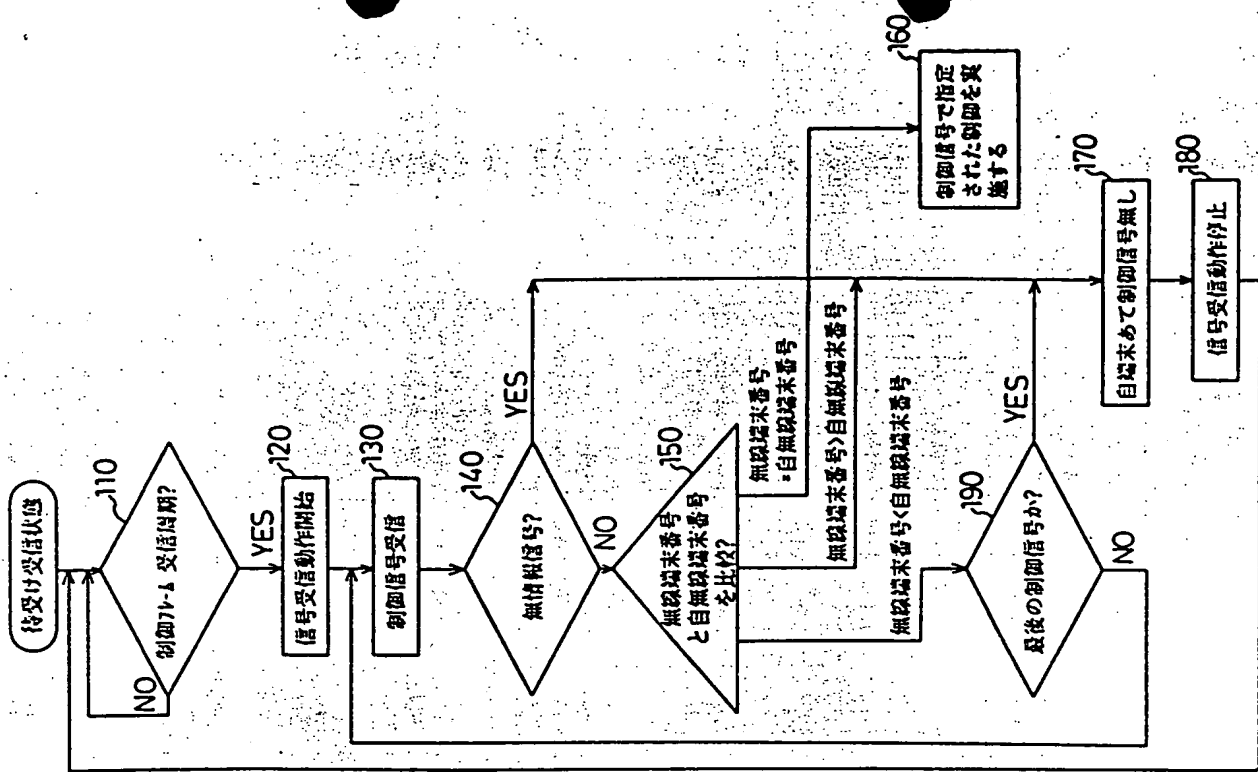 待受け受信状態
110
制御フレーム 受信周期?
NO
YES
120
信号受信動作開始
130
制御信号受信
140
無情報信号?
YES
NO
150
無線端末番号
と自無線端末番号
を比較?
無線端末番号
=自無線端末番号
無線端末番号>自無線端末番号
無線端末番号<自無線端末番号
160
制御信号で指定
された制御を実
施する
190
最後の制御信号か?
YES
NO
170
自端末あて制御信号無し
180
信号受信動作停止